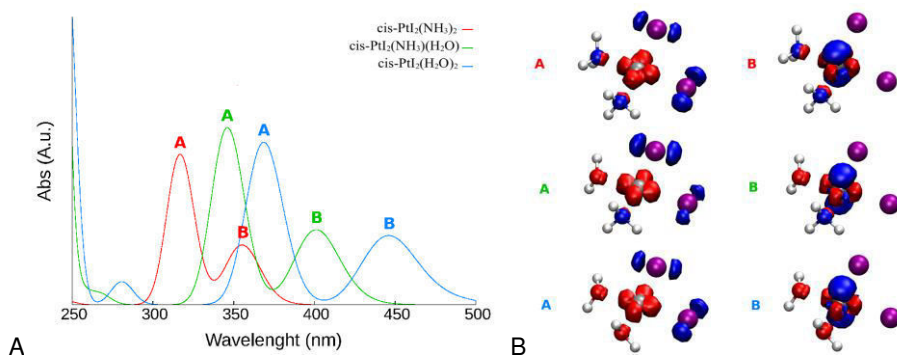 cis-PtI₂(NH₃)₂
cis-PtI₂(NH₃)(H₂O)
cis-PtI₂(H₂O)₂
Abs (A.u.)
A
A
A
B
B
B
250 300 350 400 450 500
Wavelenght (nm)
A
A B
A B
A B
B